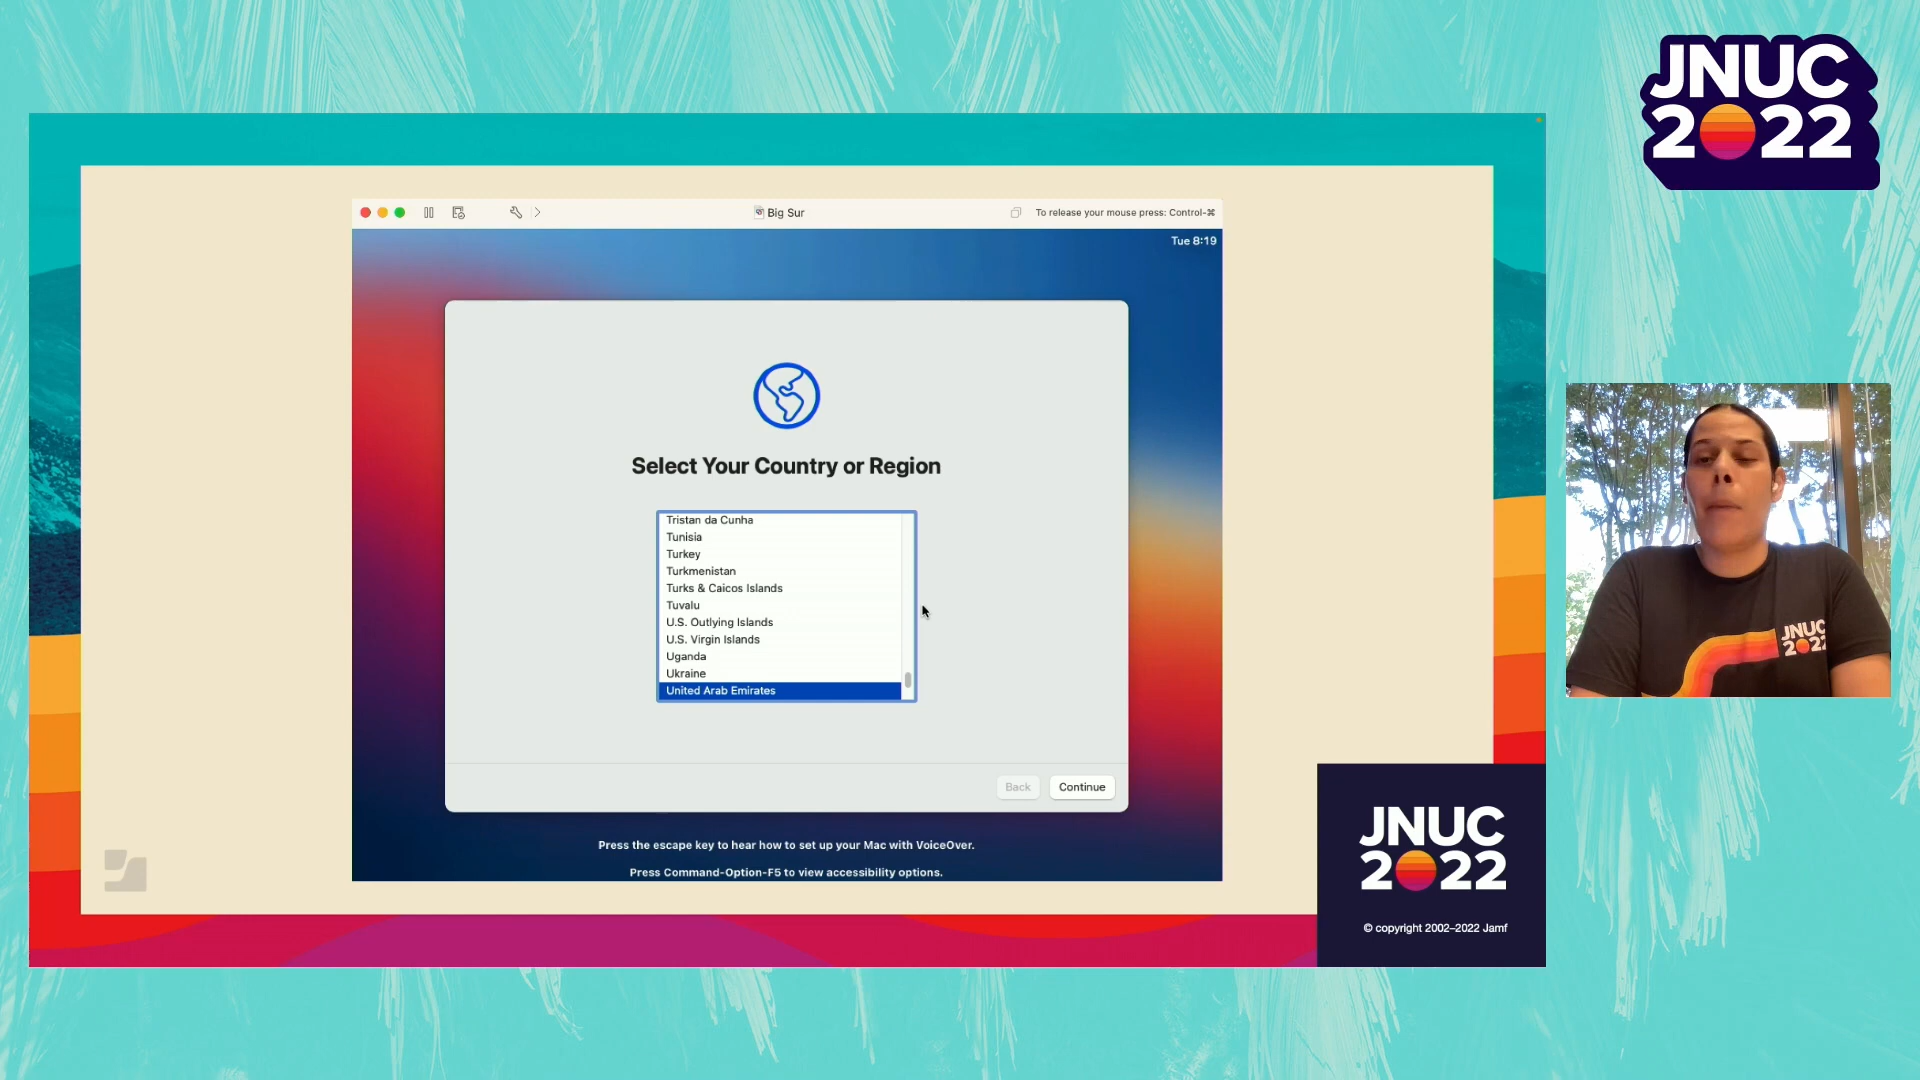 JNUC
2022
Big Sur
To release your mouse press: Control-⌘
Tue 8:19
Select Your Country or Region
Tristan da Cunha
Tunisia
Turkey
Turkmenistan
Turks & Caicos Islands
Tuvalu
U.S. Outlying Islands
U.S. Virgin Islands
Uganda
Ukraine
United Arab Emirates
Back
Continue
Press the escape key to hear how to set up your Mac with VoiceOver.
Press Command-Option-F5 to view accessibility options.
JNUC
2022
JNUC
2022
© copyright 2002–2022 Jamf